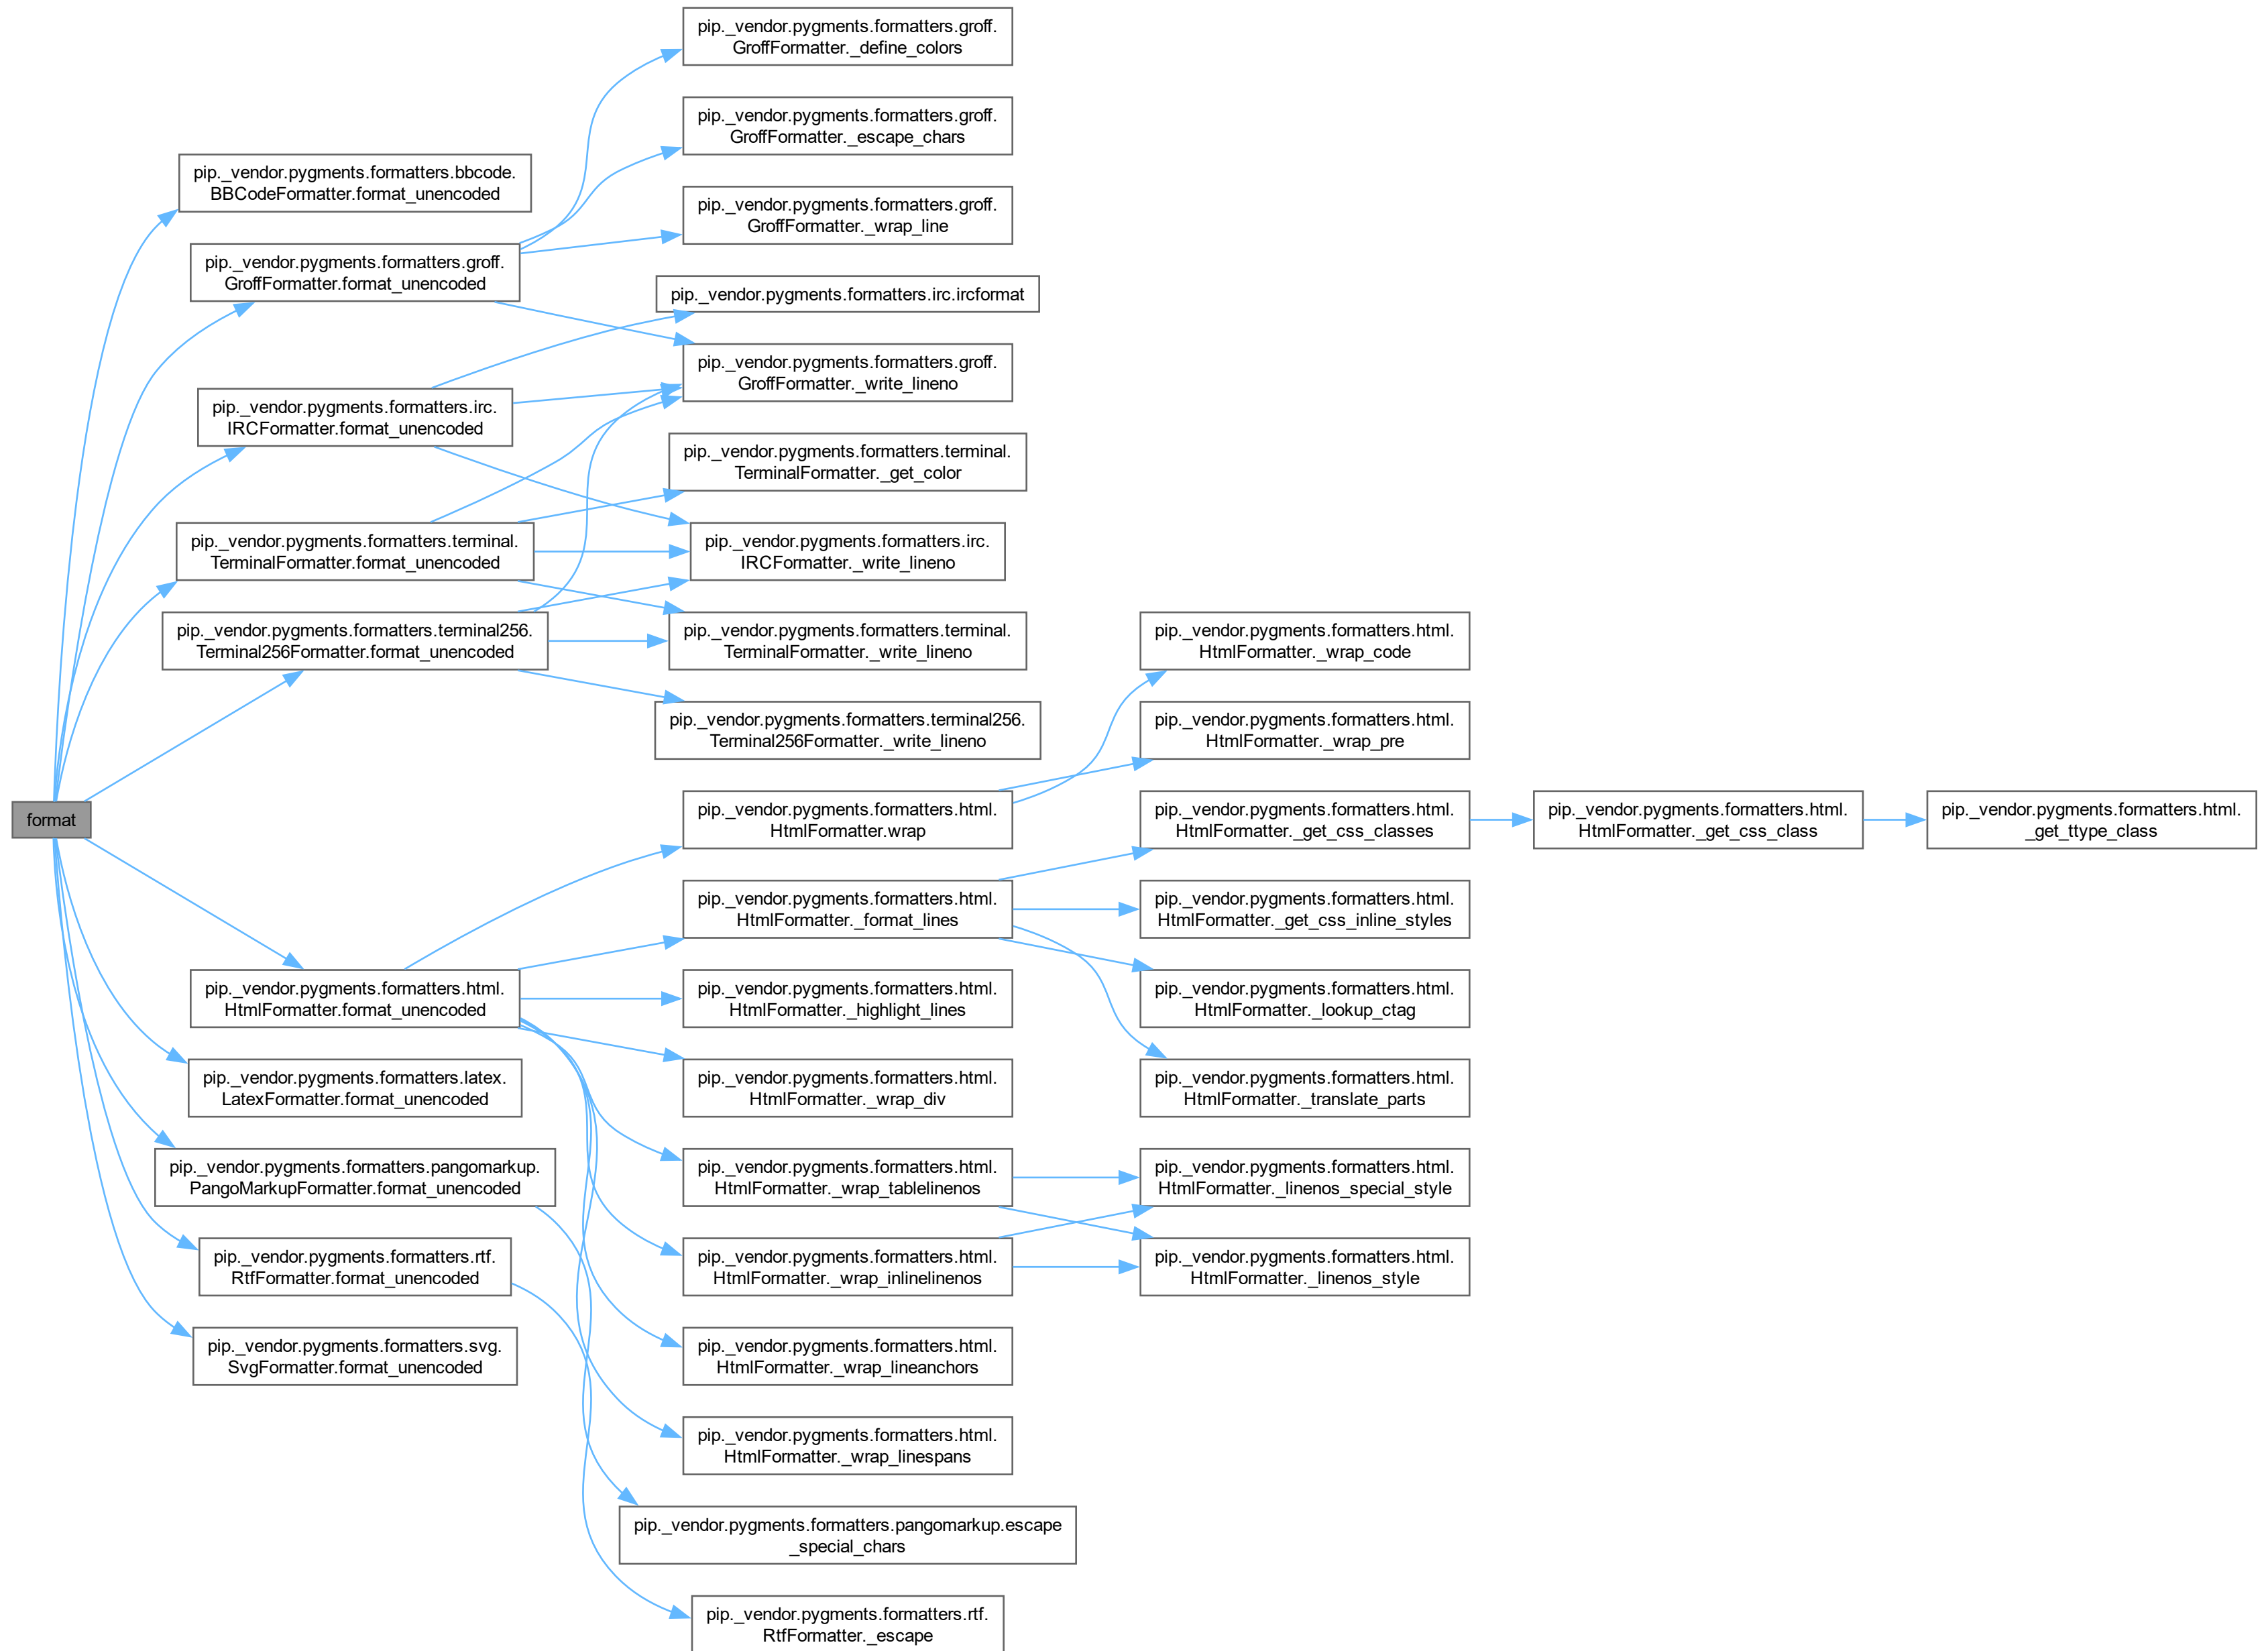 format
pip._vendor.pygments.formatters.bbcode.
BBCodeFormatter.format_unencoded
pip._vendor.pygments.formatters.groff.
GroffFormatter.format_unencoded
pip._vendor.pygments.formatters.irc.
IRCFormatter.format_unencoded
pip._vendor.pygments.formatters.terminal.
TerminalFormatter.format_unencoded
pip._vendor.pygments.formatters.terminal256.
Terminal256Formatter.format_unencoded
pip._vendor.pygments.formatters.html.
HtmlFormatter.format_unencoded
pip._vendor.pygments.formatters.latex.
LatexFormatter.format_unencoded
pip._vendor.pygments.formatters.pangomarkup.
PangoMarkupFormatter.format_unencoded
pip._vendor.pygments.formatters.rtf.
RtfFormatter.format_unencoded
pip._vendor.pygments.formatters.svg.
SvgFormatter.format_unencoded
pip._vendor.pygments.formatters.groff.
GroffFormatter._define_colors
pip._vendor.pygments.formatters.groff.
GroffFormatter._escape_chars
pip._vendor.pygments.formatters.groff.
GroffFormatter._wrap_line
pip._vendor.pygments.formatters.irc.ircformat
pip._vendor.pygments.formatters.groff.
GroffFormatter._write_lineno
pip._vendor.pygments.formatters.terminal.
TerminalFormatter._get_color
pip._vendor.pygments.formatters.irc.
IRCFormatter._write_lineno
pip._vendor.pygments.formatters.terminal.
TerminalFormatter._write_lineno
pip._vendor.pygments.formatters.terminal256.
Terminal256Formatter._write_lineno
pip._vendor.pygments.formatters.html.
HtmlFormatter.wrap
pip._vendor.pygments.formatters.html.
HtmlFormatter._format_lines
pip._vendor.pygments.formatters.html.
HtmlFormatter._highlight_lines
pip._vendor.pygments.formatters.html.
HtmlFormatter._wrap_div
pip._vendor.pygments.formatters.html.
HtmlFormatter._wrap_tablelinenos
pip._vendor.pygments.formatters.html.
HtmlFormatter._wrap_inlinelinenos
pip._vendor.pygments.formatters.html.
HtmlFormatter._wrap_lineanchors
pip._vendor.pygments.formatters.html.
HtmlFormatter._wrap_linespans
pip._vendor.pygments.formatters.pangomarkup.escape
_special_chars
pip._vendor.pygments.formatters.rtf.
RtfFormatter._escape
pip._vendor.pygments.formatters.html.
HtmlFormatter._wrap_code
pip._vendor.pygments.formatters.html.
HtmlFormatter._wrap_pre
pip._vendor.pygments.formatters.html.
HtmlFormatter._get_css_classes
pip._vendor.pygments.formatters.html.
HtmlFormatter._get_css_inline_styles
pip._vendor.pygments.formatters.html.
HtmlFormatter._lookup_ctag
pip._vendor.pygments.formatters.html.
HtmlFormatter._translate_parts
pip._vendor.pygments.formatters.html.
HtmlFormatter._linenos_special_style
pip._vendor.pygments.formatters.html.
HtmlFormatter._linenos_style
pip._vendor.pygments.formatters.html.
HtmlFormatter._get_css_class
pip._vendor.pygments.formatters.html.
_get_ttype_class